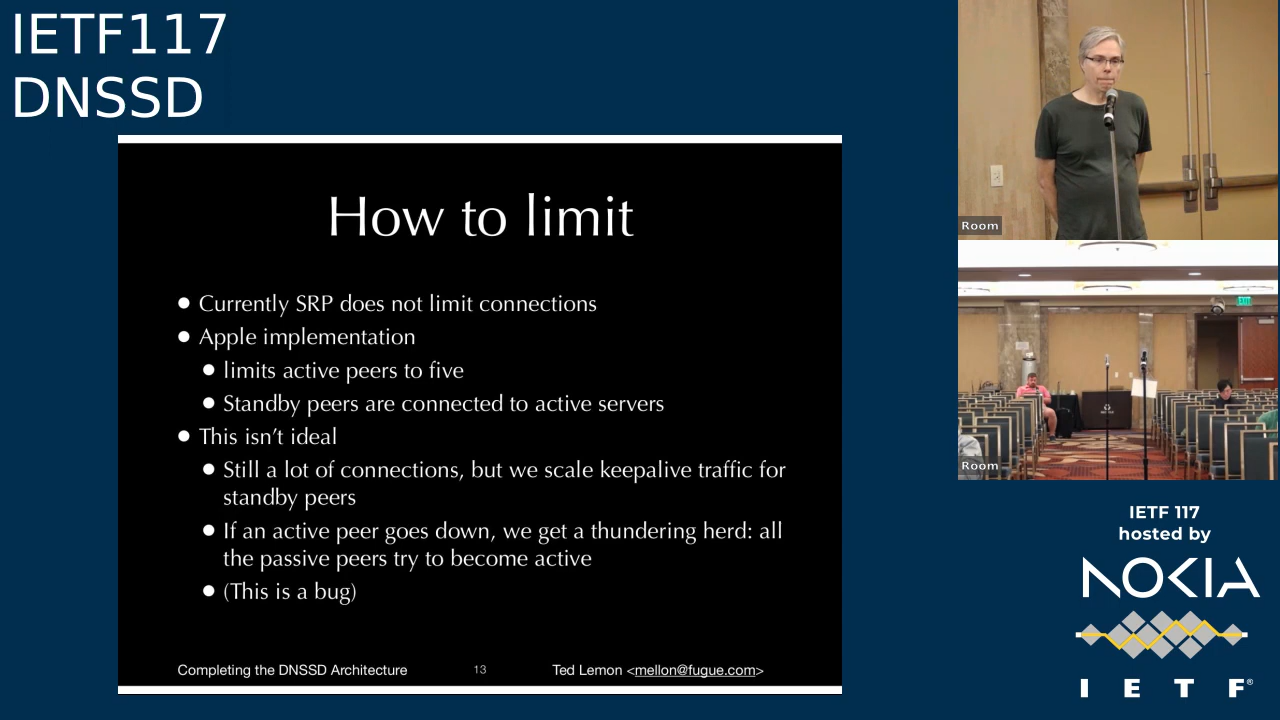 IETF117
DNSSD
How to limit
● Currently SRP does not limit connections
● Apple implementation
● limits active peers to five
● Standby peers are connected to active servers
● This isn’t ideal
● Still a lot of connections, but we scale keepalive traffic for
standby peers
● If an active peer goes down, we get a thundering herd: all
the passive peers try to become active
● (This is a bug)
Completing the DNSSD Architecture
13
Ted Lemon <mellon@fugue.com>
Room
Room
IETF 117
hosted by
NOKIA
I E T F®